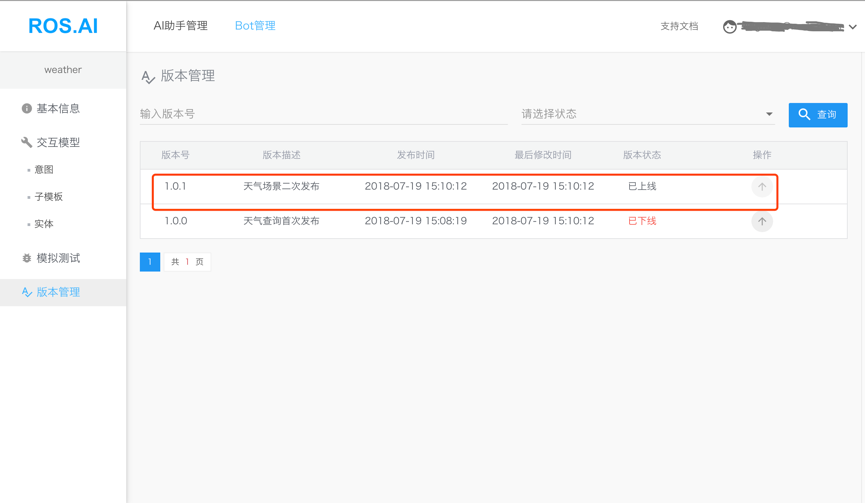 ROS.AI
AI助手管理 Bot管理 支持文档
weather
基本信息
交互模型
意图
子模板
实体
模拟测试
版本管理
版本管理
输入版本号 请选择状态 查询
版本号 版本描述 发布时间 最后修改时间 版本状态 操作
1.0.1 天气场景二次发布 2018-07-19 15:10:12 2018-07-19 15:10:12 已上线
1.0.0 天气查询首次发布 2018-07-19 15:08:19 2018-07-19 15:10:12 已下线
1 共 1 页